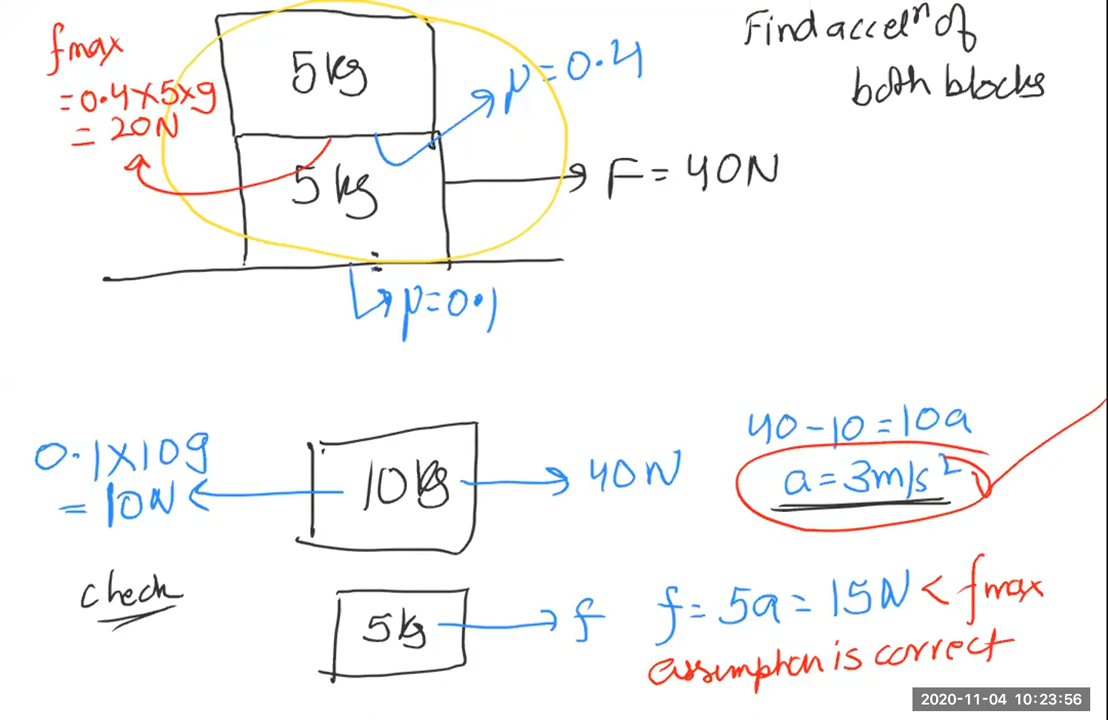 Find accelⁿ of
both blocks
fmax
= 0.4×5×g
= 20N
5kg
μ=0.4
5kg
F = 40N
μ=0.1
0.1×10g
= 10N
10kg
40N
40-10=10a
a=3m/s²
check
5kg
f
f= 5a= 15N < fmax
assumption is correct
2020-11-04 10:23:56